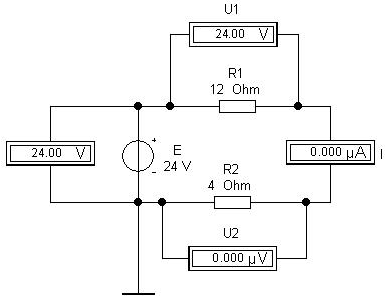 U1
24.00 V
R1
12 Ohm
24.00 V
E
24 V
+
-
0.000 µA
I
R2
4 Ohm
U2
0.000 µV